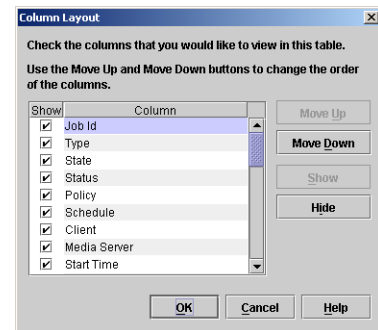 Column Layout
Check the columns that you would like to view in this table.
Use the Move Up and Move Down buttons to change the order
of the columns.
Show Column
Job Id
Type
State
Status
Policy
Schedule
Client
Media Server
Start Time
Move Up
Move Down
Show
Hide
OK Cancel Help